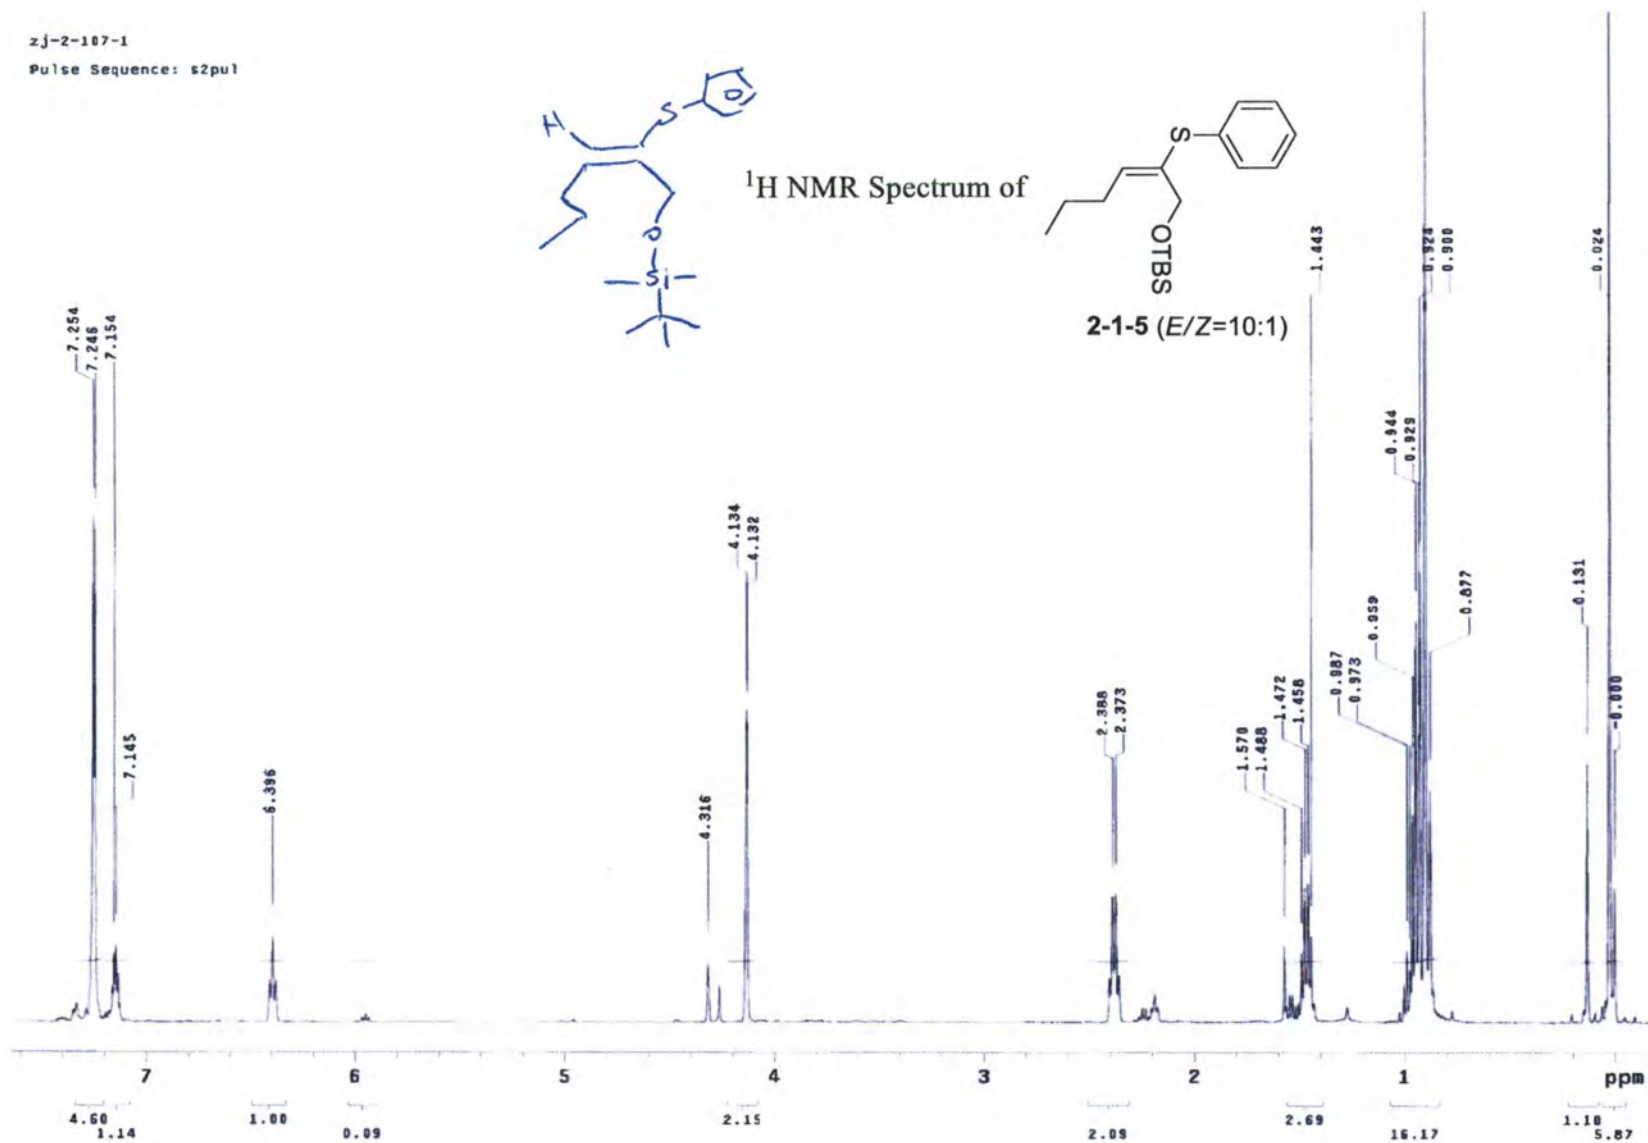 zj-2-107-1
Pulse Sequence: s2pul
H
S
O
Si
¹H NMR Spectrum of
S
OTBS
2-1-5 (E/Z=10:1)
7.254
7.246
7.154
7.145
6.396
4.316
4.134
4.132
2.388
2.373
1.570
1.488
1.472
1.458
1.443
0.987
0.973
0.959
0.944
0.929
0.924
0.900
0.877
0.131
0.024
-0.000
7 6 5 4 3 2 1 ppm
4.60 1.00 2.15 2.09 2.69 1.10
1.14 0.09 16.17 5.87